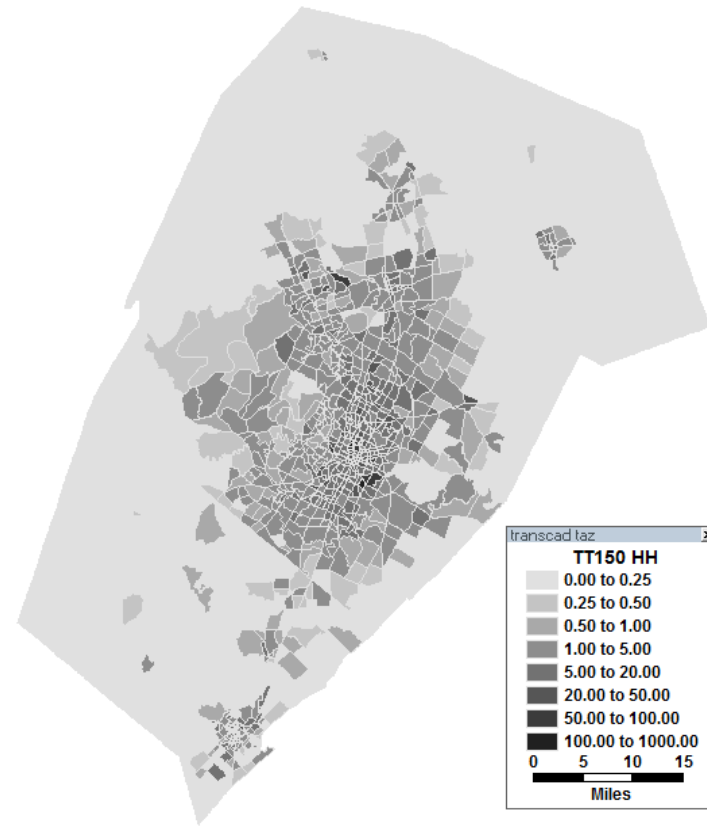 transcad taz x
TT150 HH
0.00 to 0.25
0.25 to 0.50
0.50 to 1.00
1.00 to 5.00
5.00 to 20.00
20.00 to 50.00
50.00 to 100.00
100.00 to 1000.00
0 5 10 15
Miles